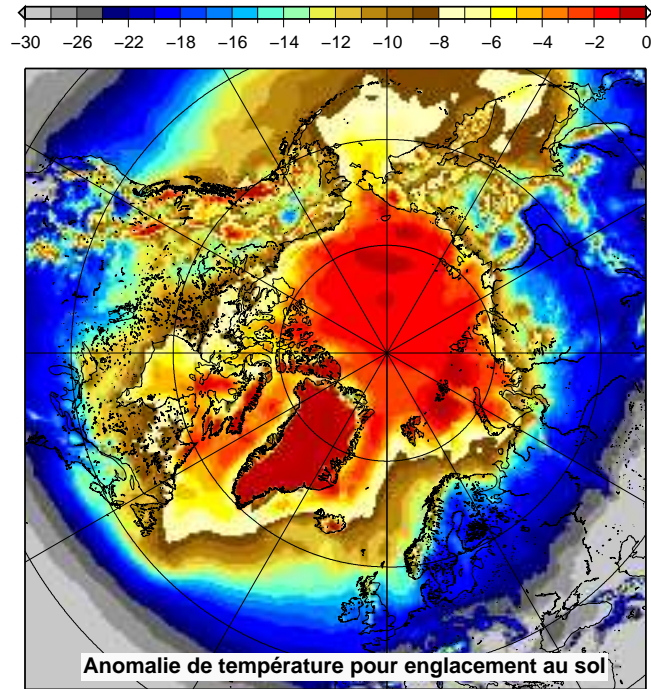 −30 −26 −22 −18 −16 −14 −12 −10 −8 −6 −4 −2 0
Anomalie de température pour englacement au sol